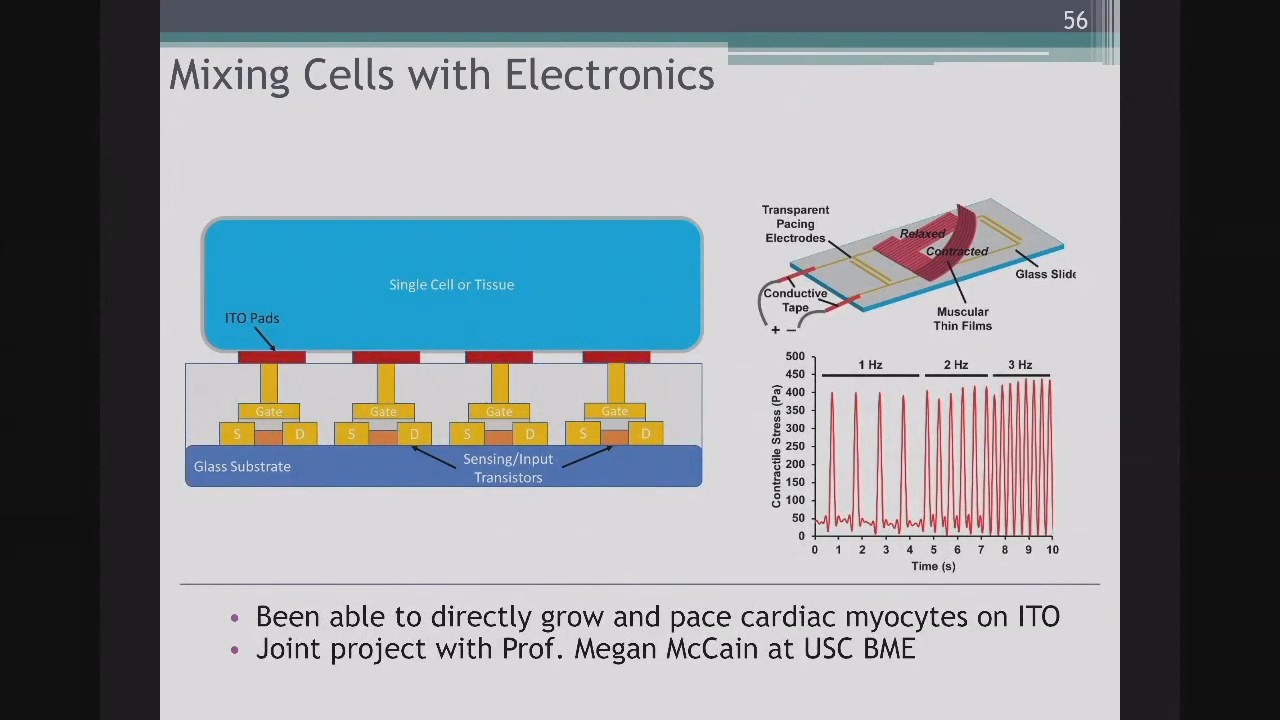 56
Mixing Cells with Electronics
Single Cell or Tissue
ITO Pads
Gate
Gate
Gate
Gate
S
D
S
D
S
D
S
D
Glass Substrate
Sensing/Input
Transistors
Transparent
Pacing
Electrodes
Relaxed
Contracted
Glass Slide
Conductive
Tape
Muscular
Thin Films
+ –
Contractile Stress (Pa)
500
450
400
350
300
250
200
150
100
50
0
1 Hz
2 Hz
3 Hz
0 1 2 3 4 5 6 7 8 9 10
Time (s)
• Been able to directly grow and pace cardiac myocytes on ITO
• Joint project with Prof. Megan McCain at USC BME